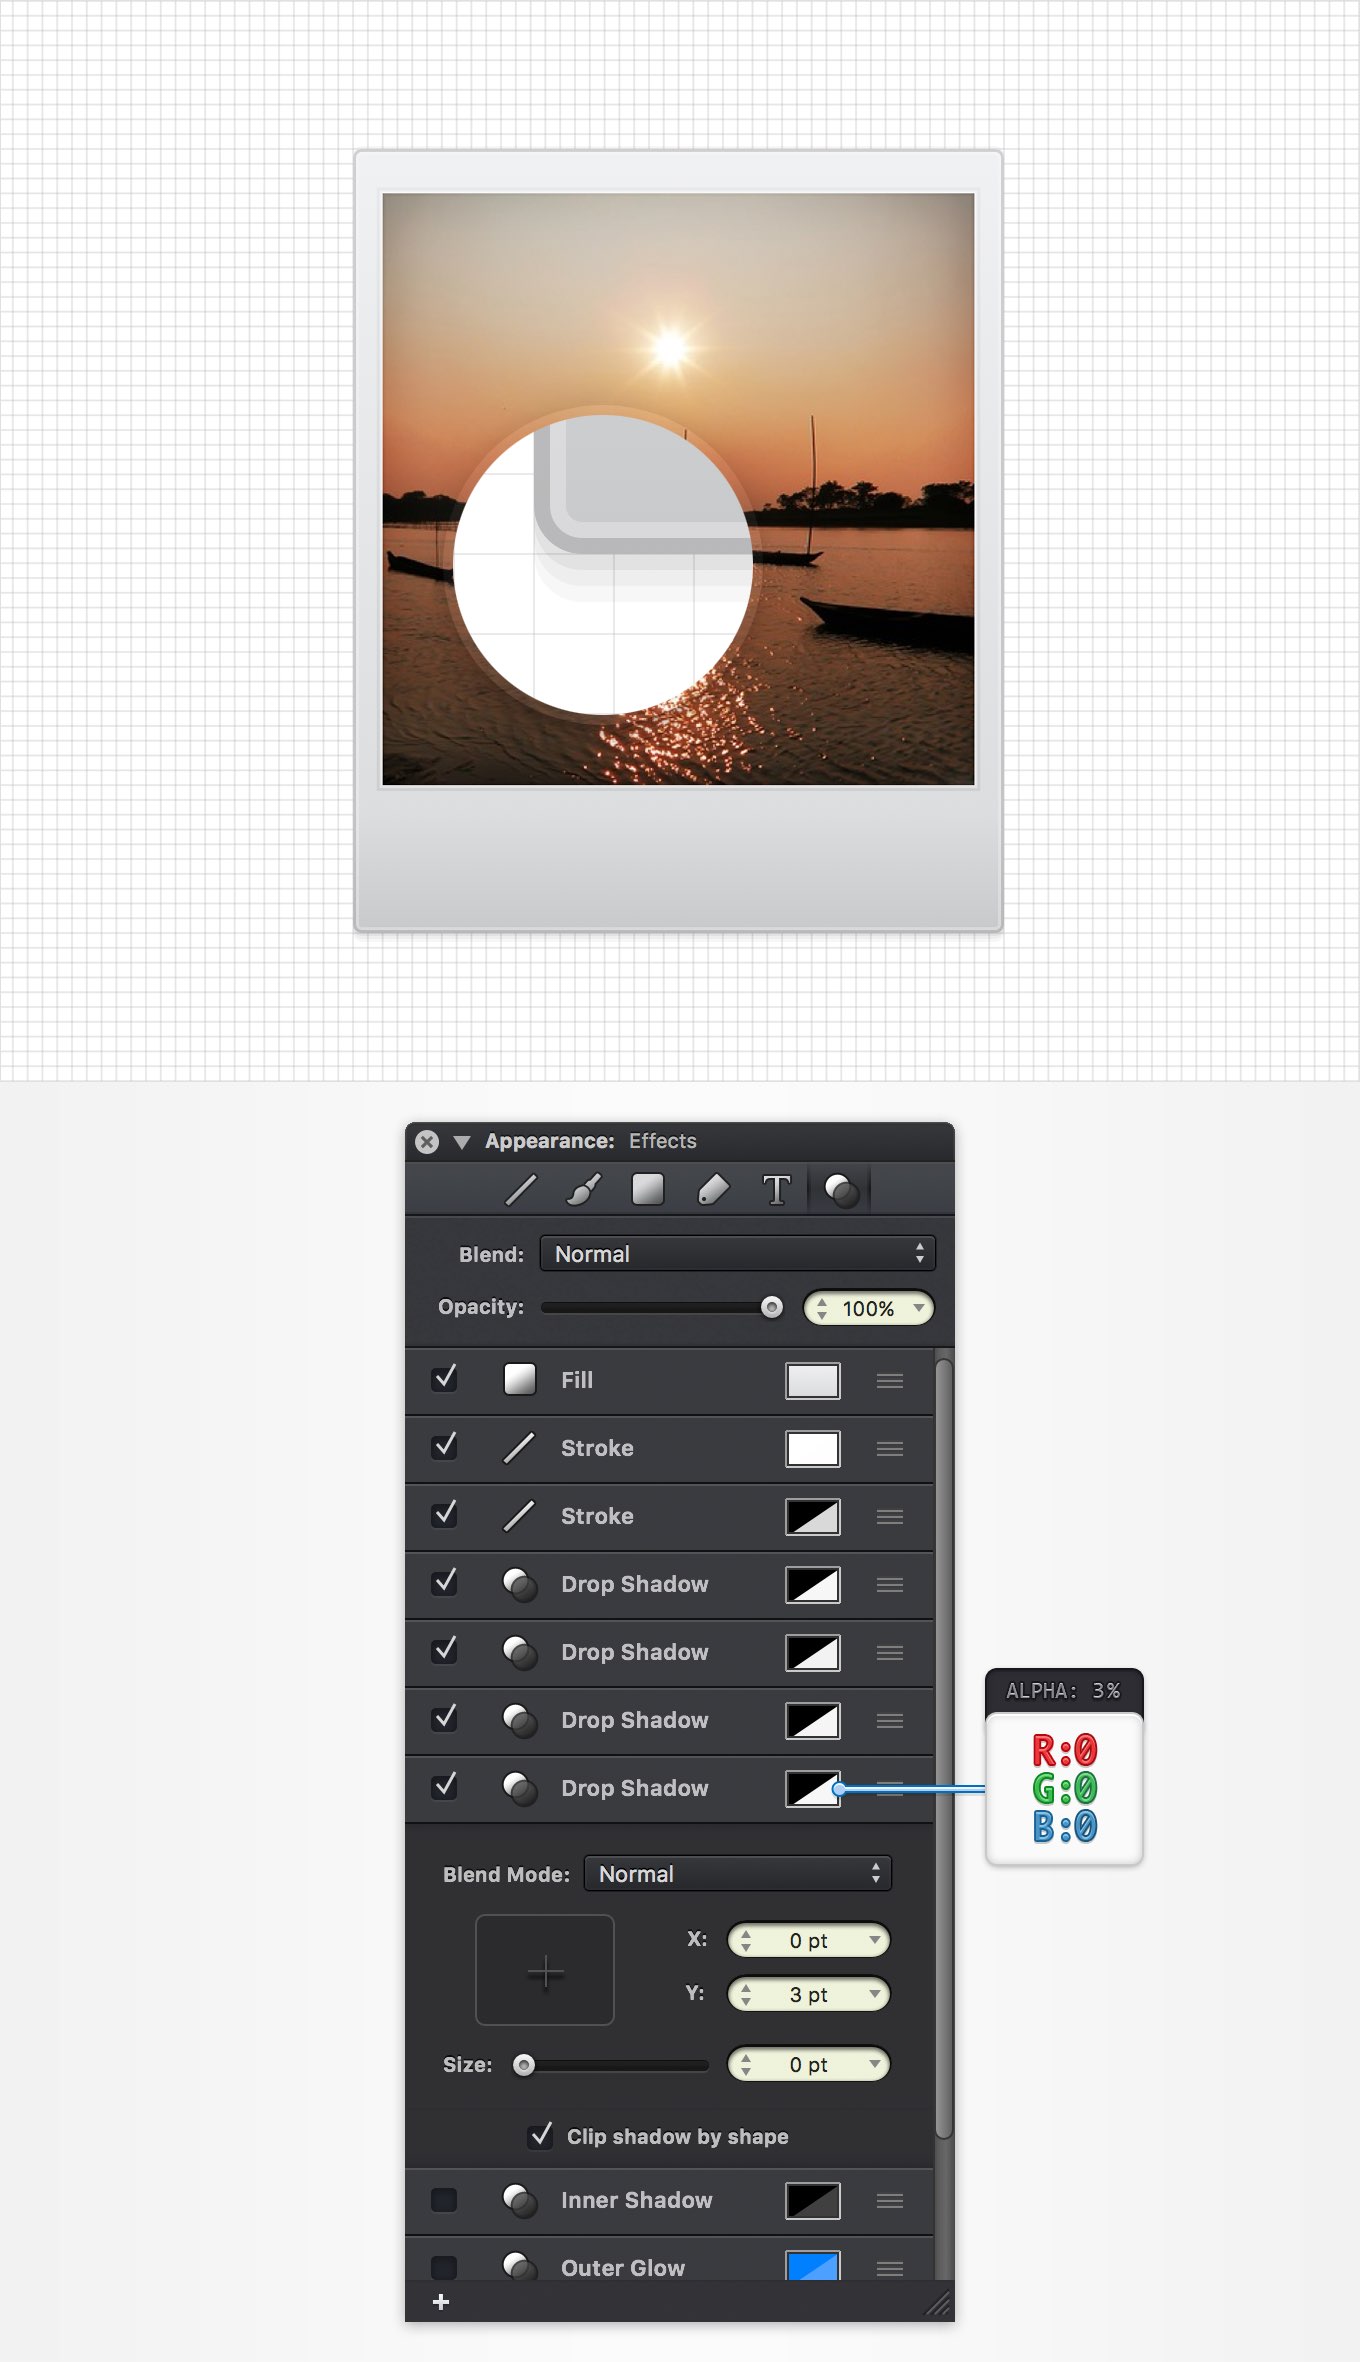 Appearance: Effects
T
Blend: Normal
Opacity: 100%
Fill
Stroke
Stroke
Drop Shadow
Drop Shadow
Drop Shadow
Drop Shadow
ALPHA: 3%
R:0
G:0
B:0
Blend Mode: Normal
X: 0 pt
Y: 3 pt
Size: 0 pt
Clip shadow by shape
Inner Shadow
Outer Glow
+